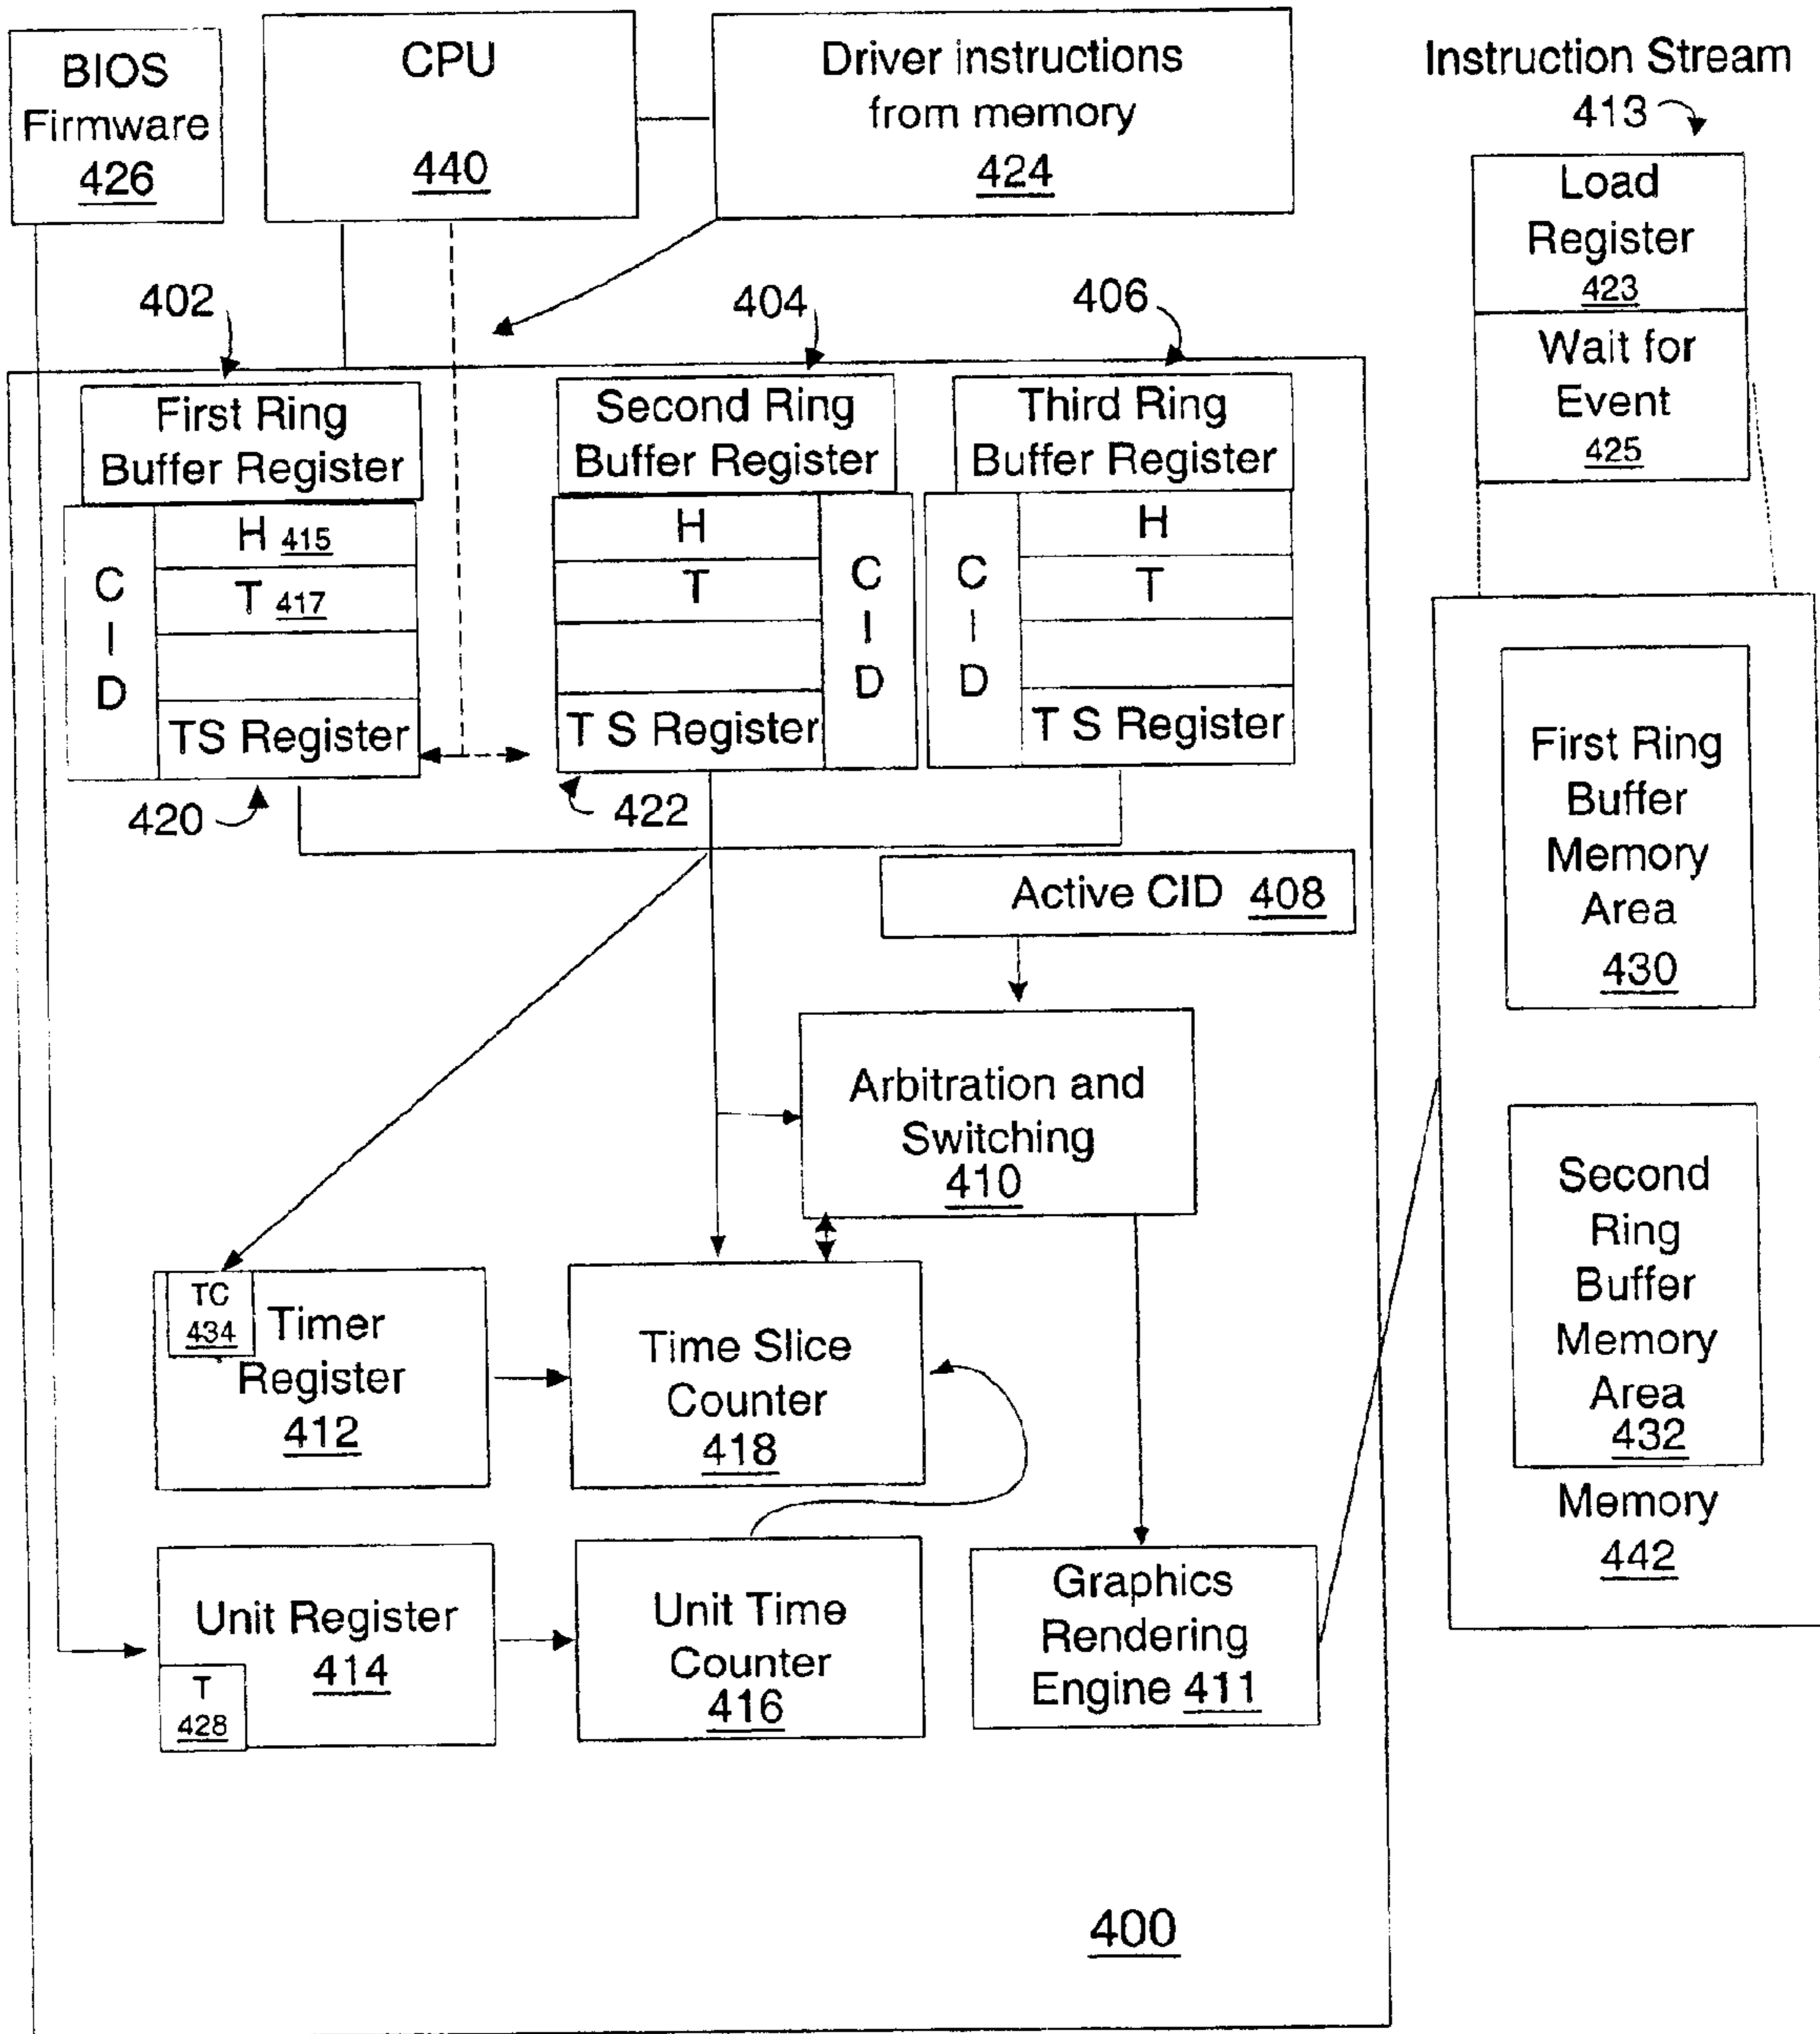 BIOS
Firmware
426
CPU
440
Driver instructions
from memory
424
Instruction Stream
413
Load
Register
423
Wait for
Event
425
402
404
406
First Ring
Buffer Register
Second Ring
Buffer Register
Third Ring
Buffer Register
C
I
D
H 415
T 417
TS Register
H
T
T S Register
C
I
D
C
I
D
H
T
T S Register
420
422
Active CID 408
Arbitration and
Switching
410
TC
434
Timer
Register
412
Time Slice
Counter
418
Unit Register
414
T
428
Unit Time
Counter
416
Graphics
Rendering
Engine 411
First Ring
Buffer
Memory
Area
430
Second
Ring
Buffer
Memory
Area
432
Memory
442
400